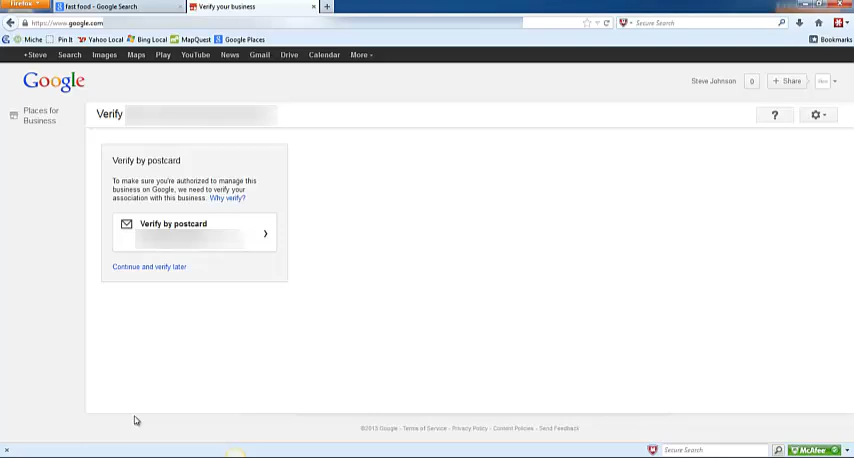 Firefox
fast food - Google Search
Verify your business
https://www.google.com
Secure Search
Miche
Pin It
Yahoo Local
Bing Local
MapQuest
Google Places
Bookmarks
+Steve Search Images Maps Play YouTube News Gmail Drive Calendar More
Google
Steve Johnson
0
+ Share
Places for
Business
Verify
?
Verify by postcard
To make sure you're authorized to manage this
business on Google, we need to verify your
association with this business. Why verify?
Verify by postcard
Continue and verify later
©2013 Google - Terms of Service - Privacy Policy - Content Policies - Send Feedback
Secure Search
McAfee